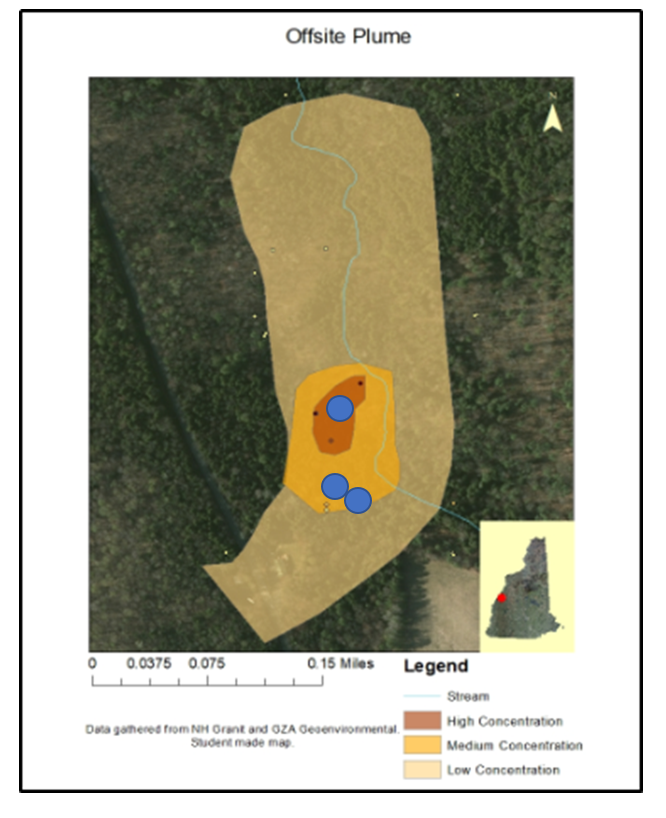 Offsite Plume
N
0 0.0375 0.075 0.15 Miles
Data gathered from NH Granit and GZA Geoenvironmental.
Student made map.
Legend
Stream
High Concentration
Medium Concentration
Low Concentration